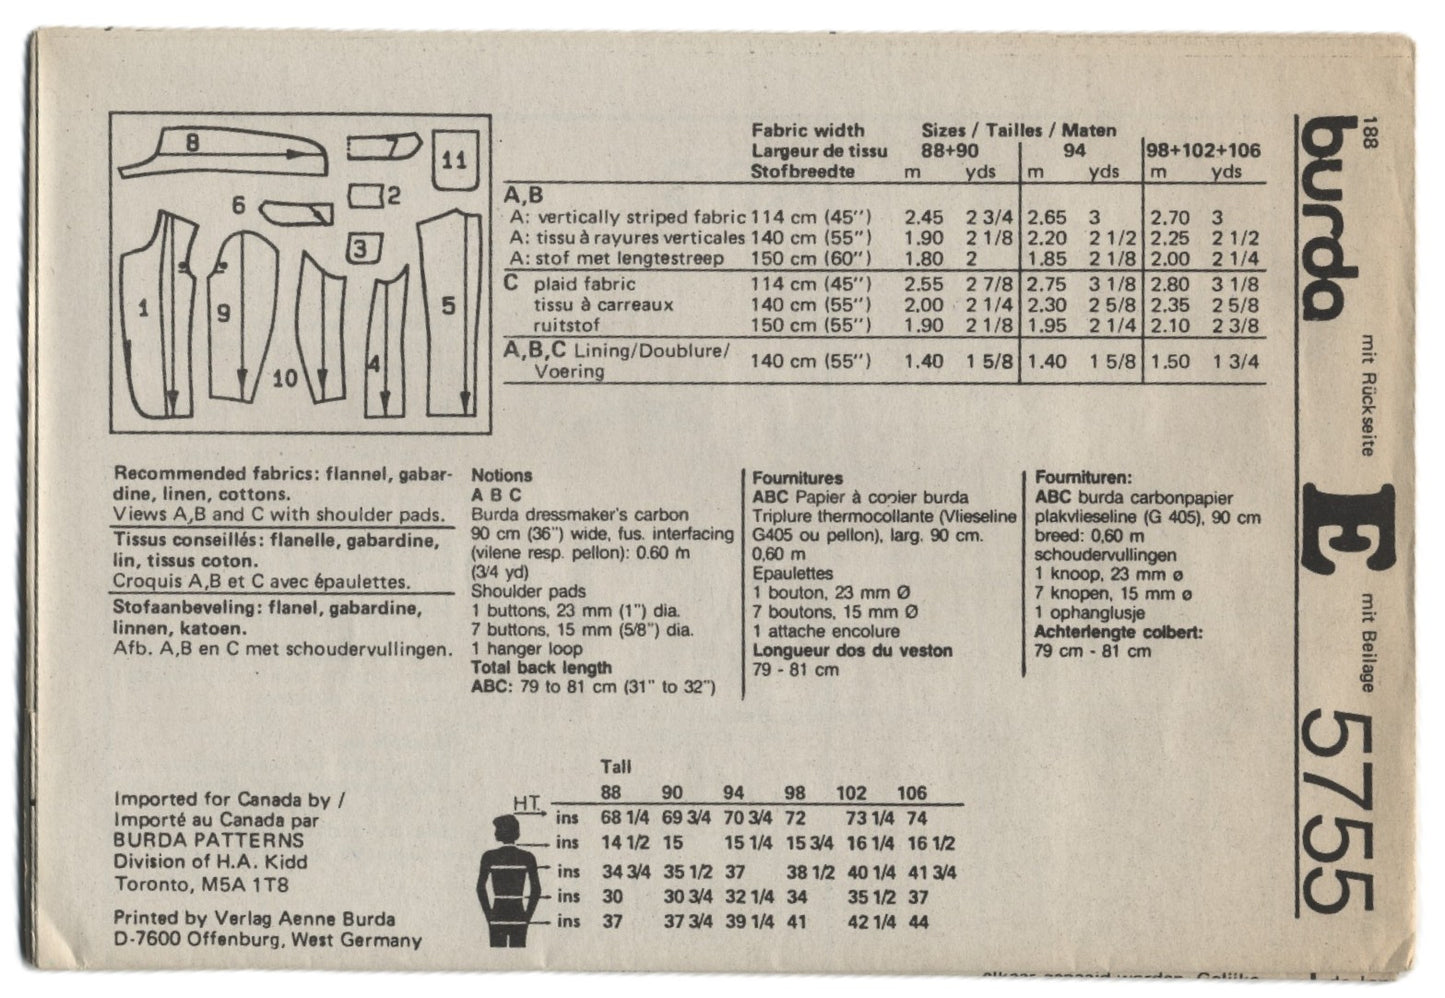 8
7
11
6
2
3
1
9
10
4
5
Fabric width Sizes / Tailles / Maten
Largeur de tissu 88+90 94 98+102+106
Stofbreedte m yds m yds m yds
A,B
A: vertically striped fabric 114 cm (45'') 2.45 2 3/4 2.65 3 2.70 3
A: tissu à rayures verticales 140 cm (55'') 1.90 2 1/8 2.20 2 1/2 2.25 2 1/2
A: stof met lengtestreep 150 cm (60'') 1.80 2 1.85 2 1/8 2.00 2 1/4
C plaid fabric 114 cm (45'') 2.55 2 7/8 2.75 3 1/8 2.80 3 1/8
tissu à carreaux 140 cm (55'') 2.00 2 1/4 2.30 2 5/8 2.35 2 5/8
ruitstof 150 cm (55'') 1.90 2 1/8 1.95 2 1/4 2.10 2 3/8
A,B,C Lining/Doublure/ 140 cm (55'') 1.40 1 5/8 1.40 1 5/8 1.50 1 3/4
Voering
Recommended fabrics: flannel, gabar-
dine, linen, cottons.
Views A,B and C with shoulder pads.
Tissus conseillés: flanelle, gabardine,
lin, tissus coton.
Croquis A,B et C avec épaulettes.
Stofaanbeveling: flanel, gabardine,
linnen, katoen.
Afb. A,B en C met schoudervullingen.
Notions
A B C
Burda dressmaker's carbon
90 cm (36") wide, fus. interfacing
(vilene resp. pellon): 0.60 m
(3/4 yd)
Shoulder pads
1 buttons, 23 mm (1") dia.
7 buttons, 15 mm (5/8") dia.
1 hanger loop
Total back length
ABC: 79 to 81 cm (31" to 32")
Fournitures
ABC Papier à copier burda
Triplure thermocollante (Vlieseline
G405 ou pellon), larg. 90 cm.
0,60 m
Epaulettes
1 bouton, 23 mm Ø
7 boutons, 15 mm Ø
1 attache encolure
Longueur dos du veston
79 - 81 cm
Fournituren:
ABC burda carbonpapier
plakvlieseline (G 405), 90 cm
breed: 0,60 m
schoudervullingen
1 knoop, 23 mm ø
7 knopen, 15 mm ø
1 ophanglusje
Achterlengte colbert:
79 cm - 81 cm
Imported for Canada by /
Importé au Canada par
BURDA PATTERNS
Division of H.A. Kidd
Toronto, M5A 1T8
Printed by Verlag Aenne Burda
D-7600 Offenburg, West Germany
Tall
88 90 94 98 102 106
HT. ins 68 1/4 69 3/4 70 3/4 72 73 1/4 74
ins 14 1/2 15 15 1/4 15 3/4 16 1/4 16 1/2
ins 34 3/4 35 1/2 37 38 1/2 40 1/4 41 3/4
ins 30 30 3/4 32 1/4 34 35 1/2 37
ins 37 37 3/4 39 1/4 41 42 1/4 44
188
burda
mit Rückseite
E
mit Beilage
5755